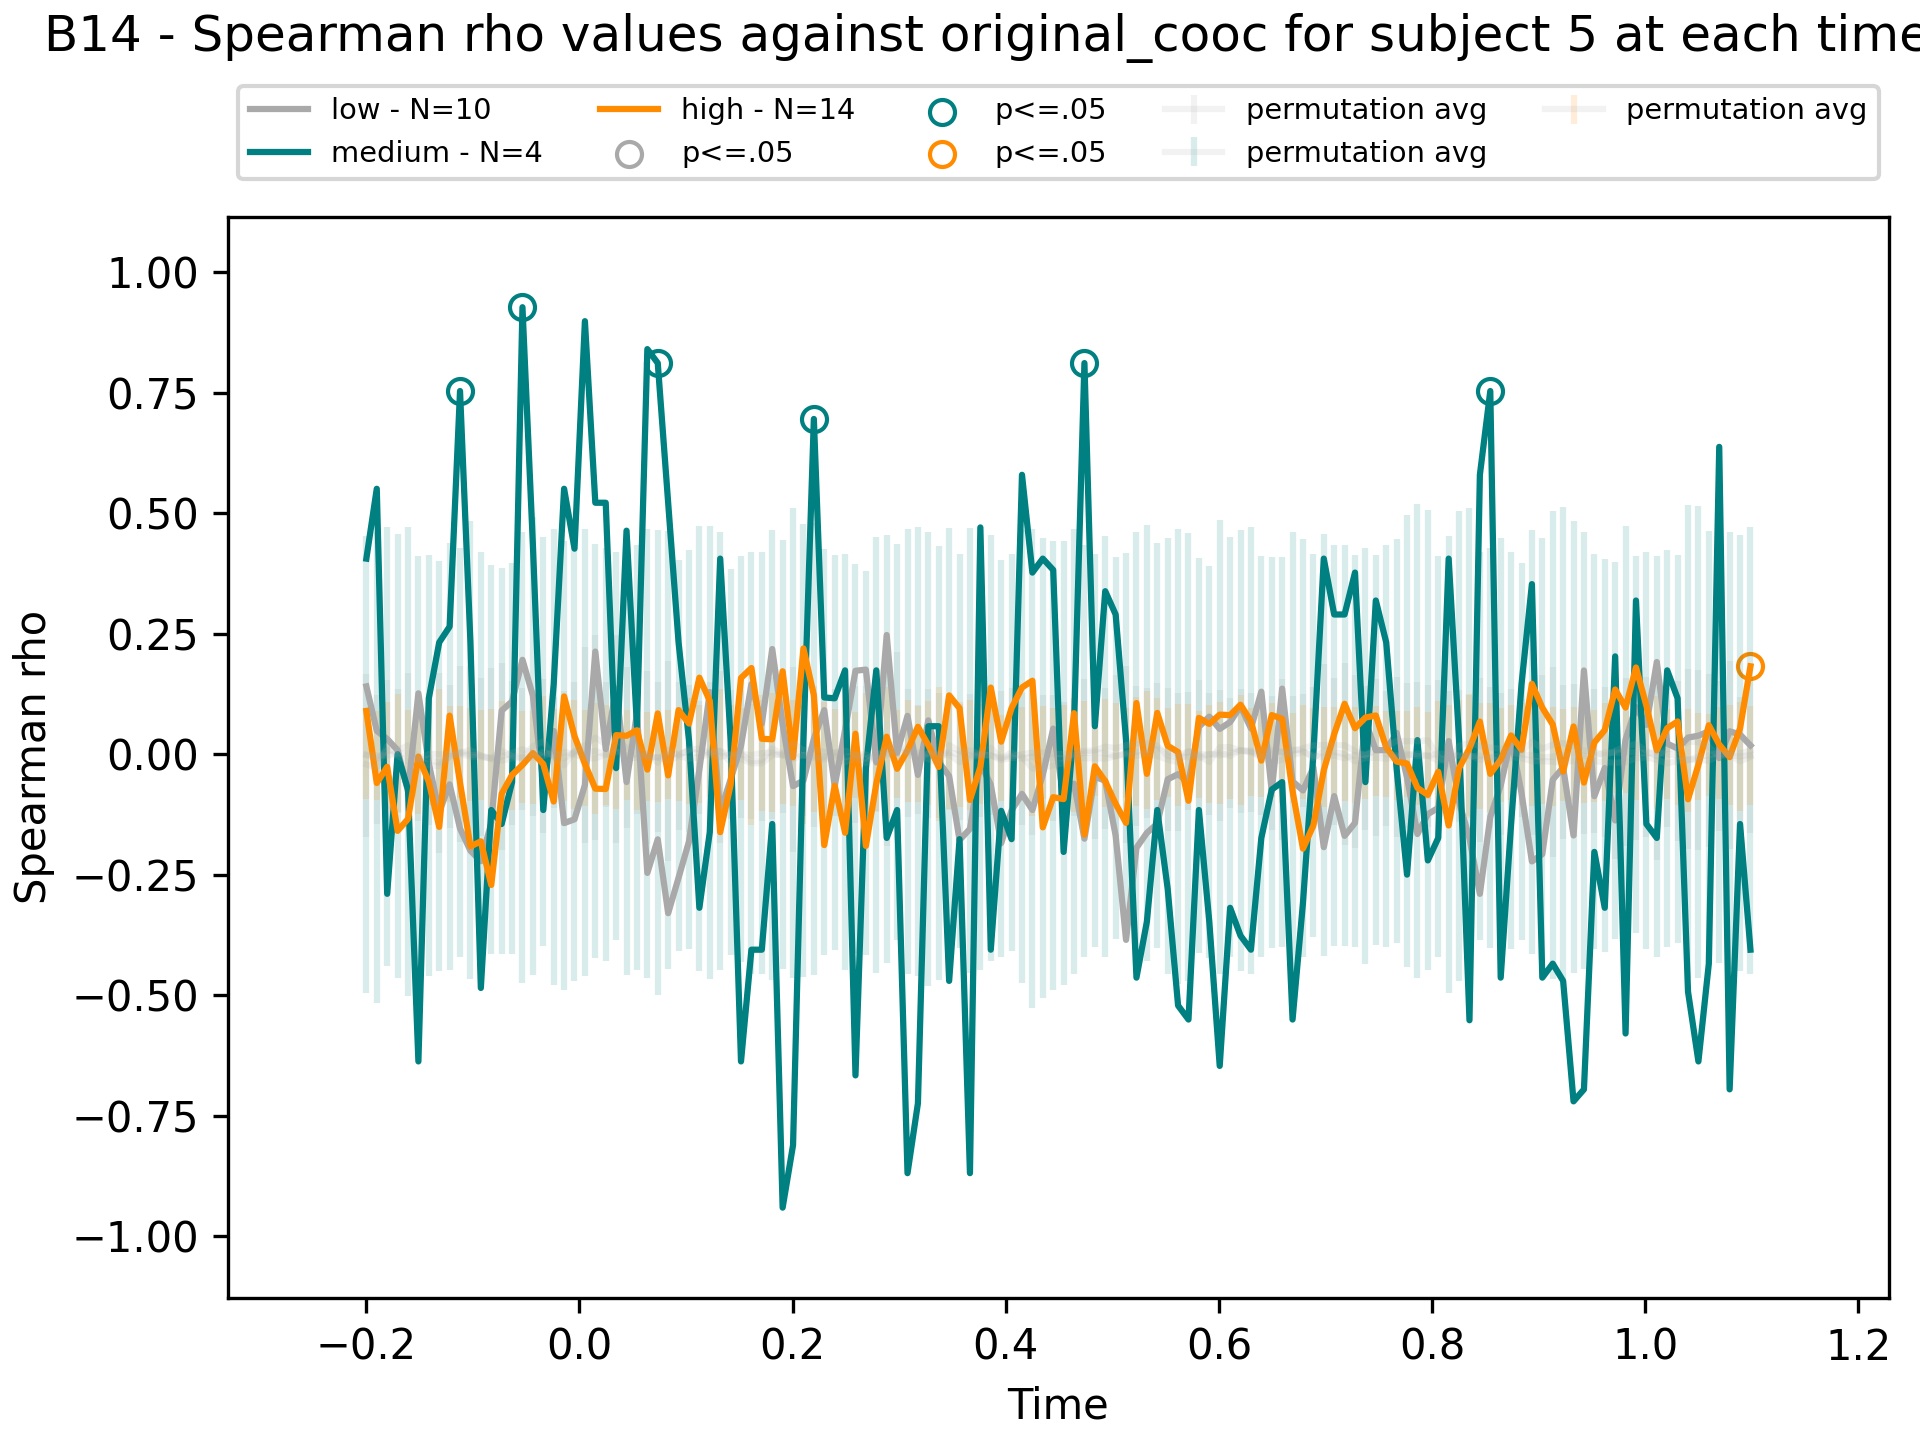 B14 - Spearman rho values against original_cooc for subject 5 at each time
low - N=10
medium - N=4
high - N=14
p<=.05
p<=.05
p<=.05
permutation avg
permutation avg
permutation avg
1.00
0.75
0.50
0.25
0.00
−0.25
−0.50
−0.75
−1.00
Spearman rho
−0.2 0.0 0.2 0.4 0.6 0.8 1.0 1.2
Time